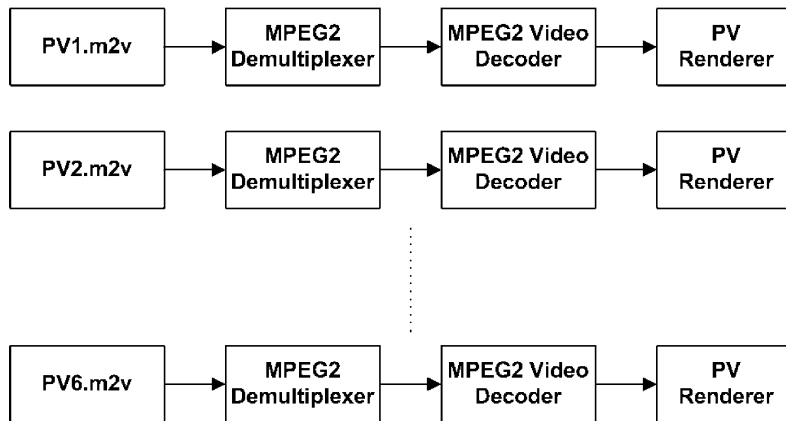 PV1.m2v
MPEG2
Demultiplexer
MPEG2 Video
Decoder
PV
Renderer
PV2.m2v
MPEG2
Demultiplexer
MPEG2 Video
Decoder
PV
Renderer
PV6.m2v
MPEG2
Demultiplexer
MPEG2 Video
Decoder
PV
Renderer